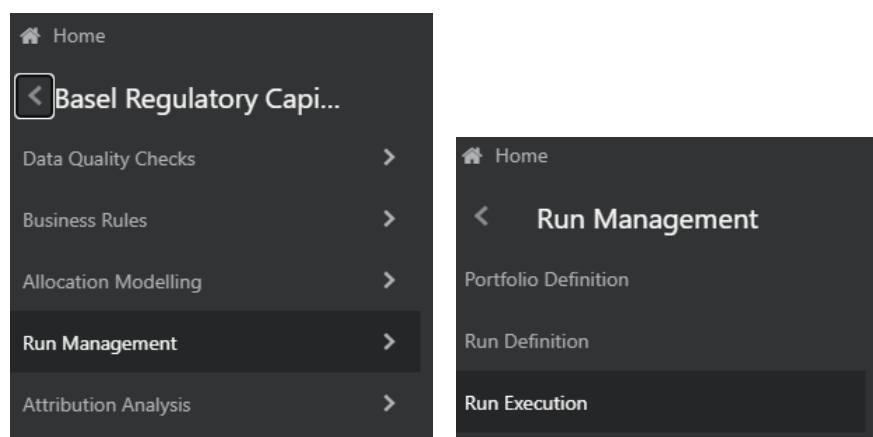 Home
Basel Regulatory Capi...
Data Quality Checks
Business Rules
Allocation Modelling
Run Management
Attribution Analysis
Home
Run Management
Portfolio Definition
Run Definition
Run Execution